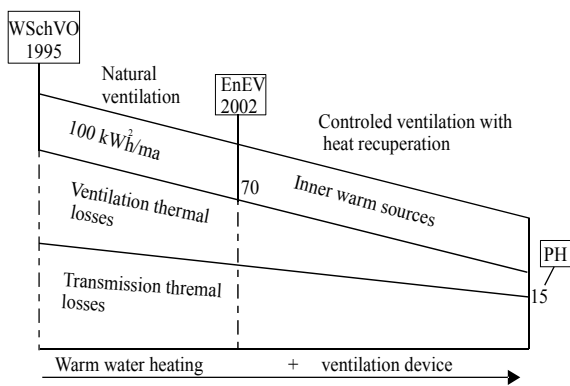 WSchVO
1995
Natural
ventilation
EnEV
2002
Controled ventilation with
heat recuperation
100 kWh/ma²
70
Inner warm sources
Ventilation thermal
losses
PH
15
Transmission thremal
losses
Warm water heating + ventilation device